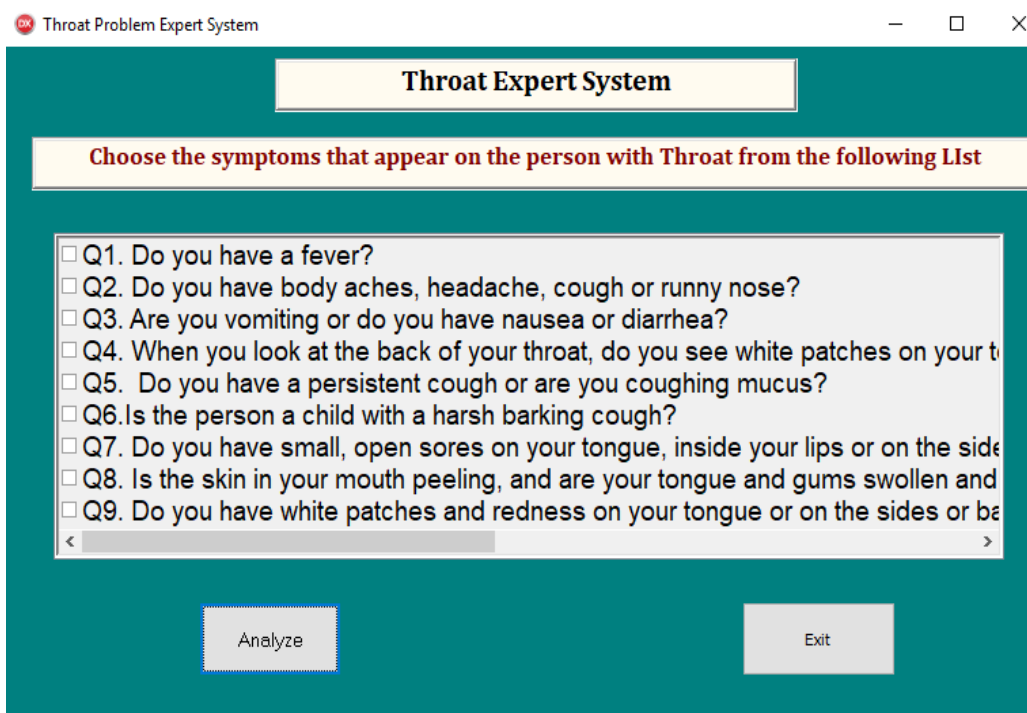 DX Throat Problem Expert System
Throat Expert System
Choose the symptoms that appear on the person with Throat from the following LIst
Q1. Do you have a fever?
Q2. Do you have body aches, headache, cough or runny nose?
Q3. Are you vomiting or do you have nausea or diarrhea?
Q4. When you look at the back of your throat, do you see white patches on your
Q5.  Do you have a persistent cough or are you coughing mucus?
Q6.Is the person a child with a harsh barking cough?
Q7. Do you have small, open sores on your tongue, inside your lips or on the side
Q8. Is the skin in your mouth peeling, and are your tongue and gums swollen and
Q9. Do you have white patches and redness on your tongue or on the sides or
Analyze
Exit